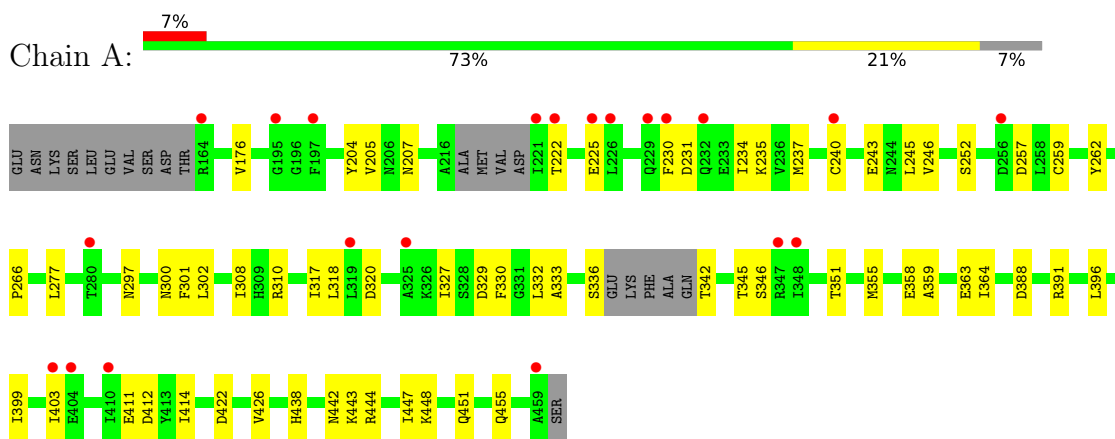 7%
Chain A:
73% 21% 7%
GLU ASN LYS SER LEU GLU VAL SER ASP THR R164 V176 G195 G196 F197 Y204 V205 N206 N207 A216 ALA MET VAL ASP I221 T222 E225 L226 Q229 F230 D231 Q232 E233 I234 K235 V236 M237 C240 E243 N244 L245 V246 S252 D256 D257 L258 C259 Y262
P266 L277 T280 N297 N300 F301 L302 I308 H309 R310 I317 L318 L319 D320 A325 K326 I327 S328 D329 F330 G331 L332 A333 S336 GLU LYS PHE ALA GLN T342 T345 S346 R347 I348 T351 M355 E358 A359 E363 I364 D388 R391 L396
I399 I403 E404 I410 E411 D412 Y413 I414 D422 V426 H438 N442 K443 R444 I447 K448 Q451 Q455 A459 SER